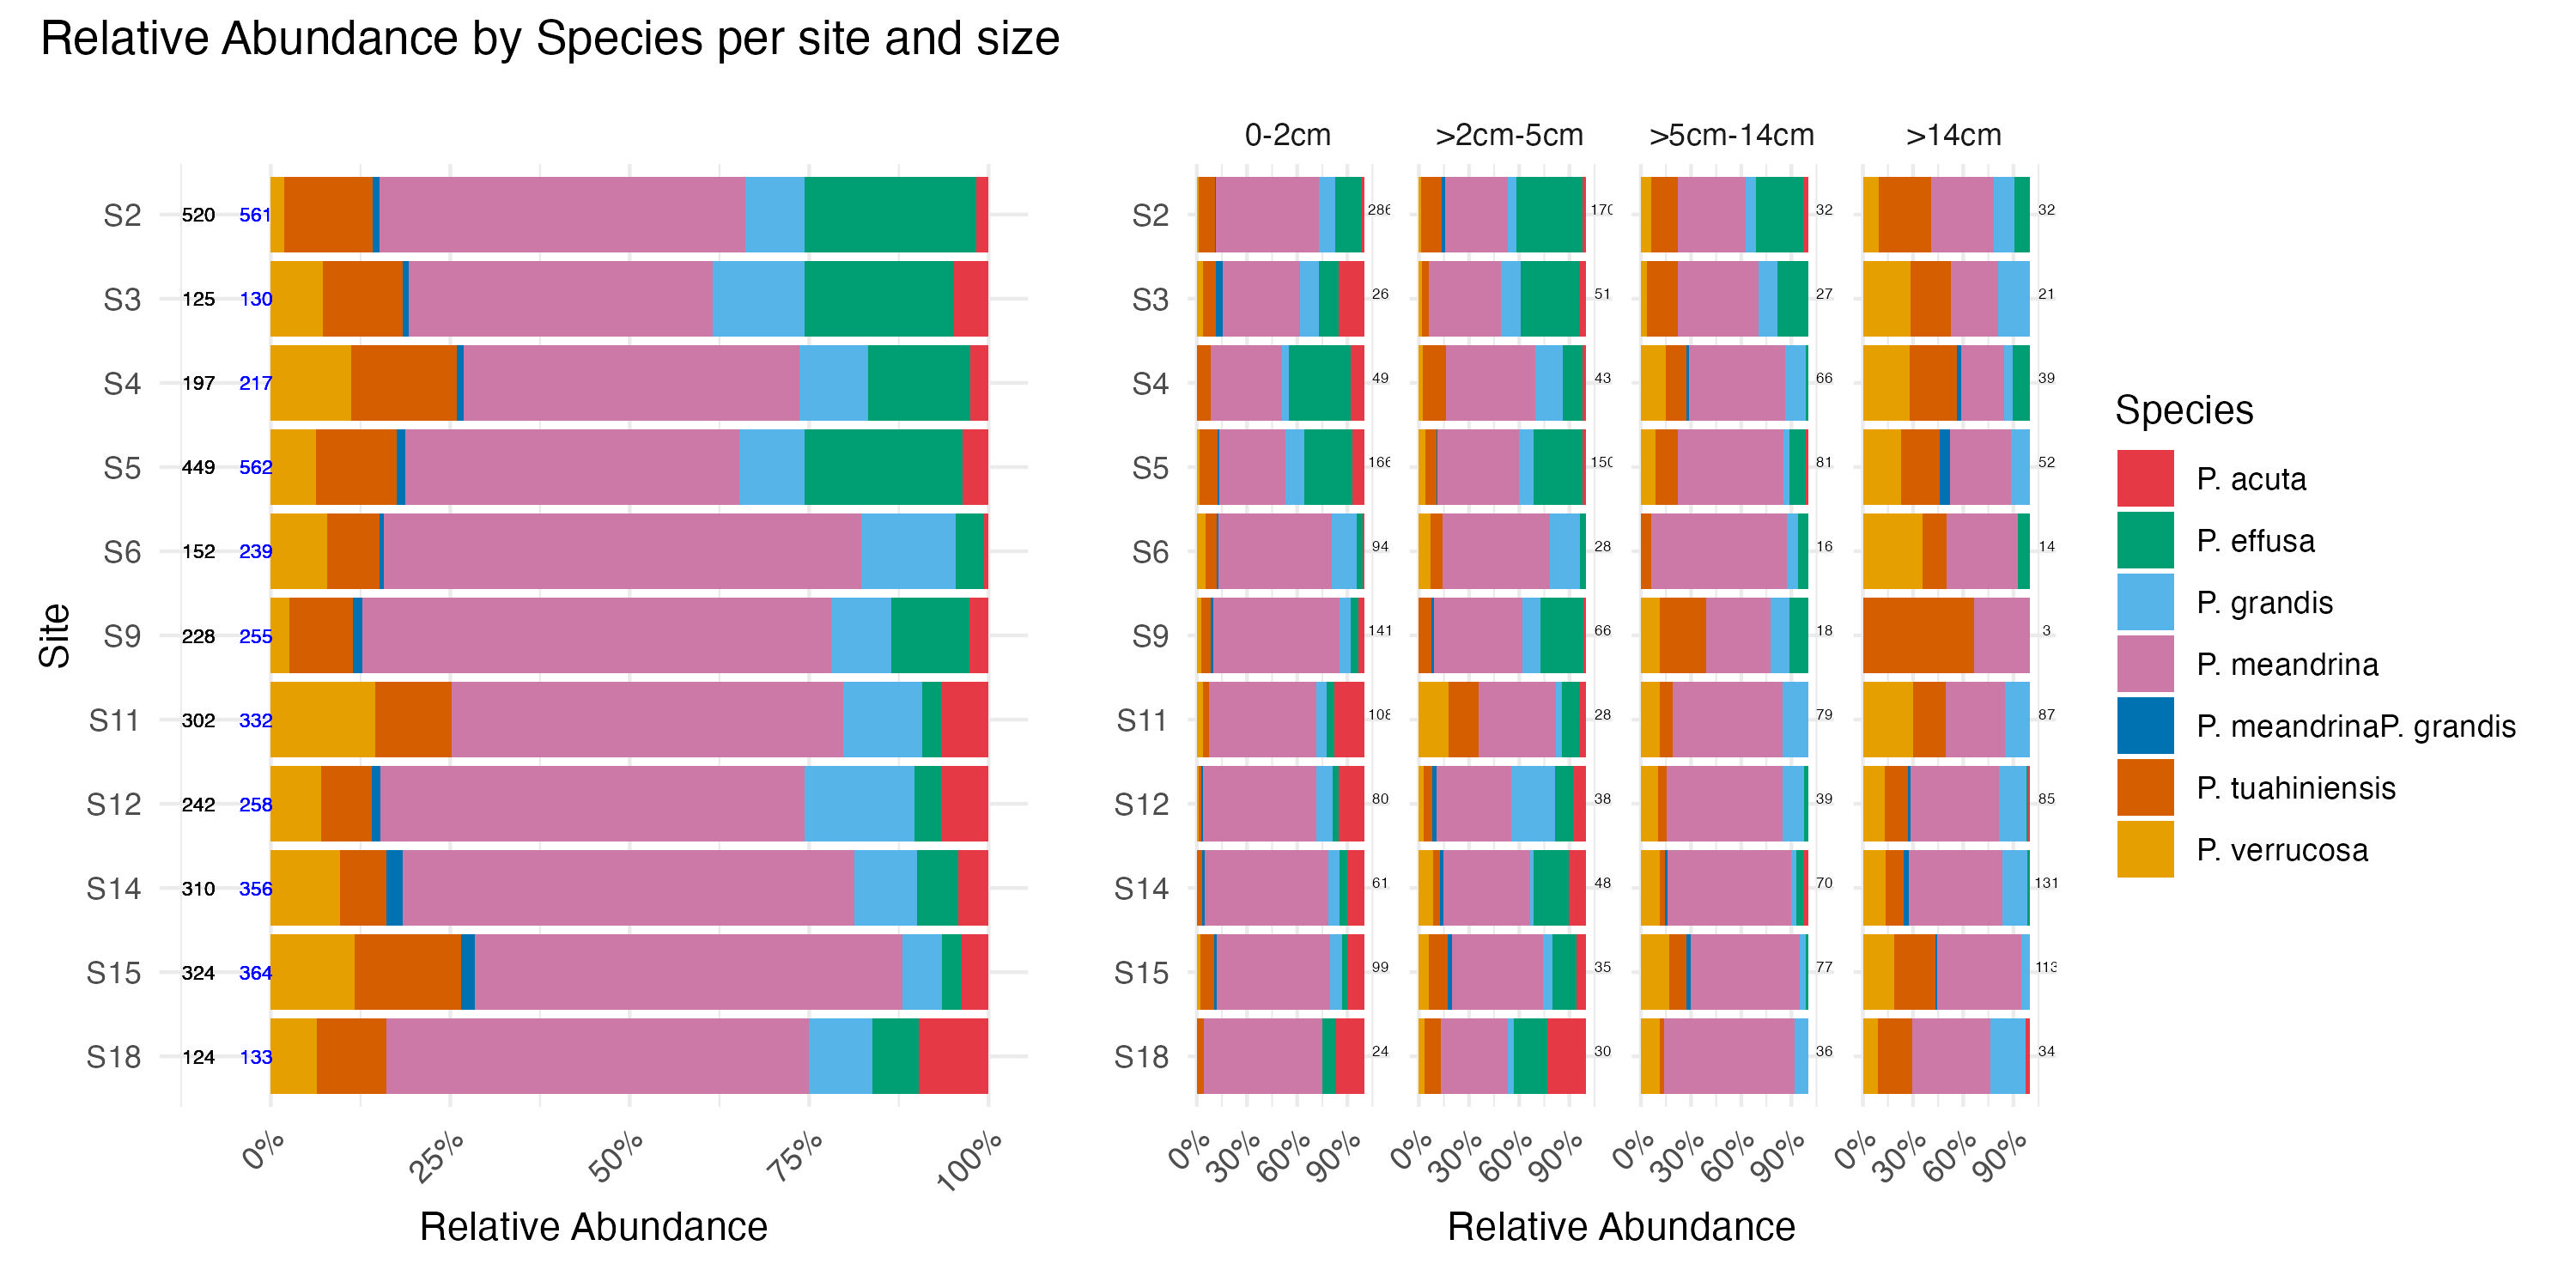 Relative Abundance by Species per site and size
0-2cm >2cm-5cm >5cm-14cm >14cm
S2 520 561 S2 286 170 32 32
S3 125 130 S3 26 51 27 21
S4 197 217 S4 49 43 66 39
S5 449 562 S5 166 150 81 52
S6 152 239 S6 94 28 16 14
S9 228 255 S9 141 66 18 3
S11 302 332 S11 108 28 79 87
S12 242 258 S12 80 38 39 85
S14 310 356 S14 61 48 70 131
S15 324 364 S15 99 35 77 113
S18 124 133 S18 24 30 36 34
Site
0% 25% 50% 75% 100%
0% 30% 60% 90% 0% 30% 60% 90% 0% 30% 60% 90% 0% 30% 60% 90%
Relative Abundance Relative Abundance
Species
P. acuta
P. effusa
P. grandis
P. meandrina
P. meandrinaP. grandis
P. tuahiniensis
P. verrucosa